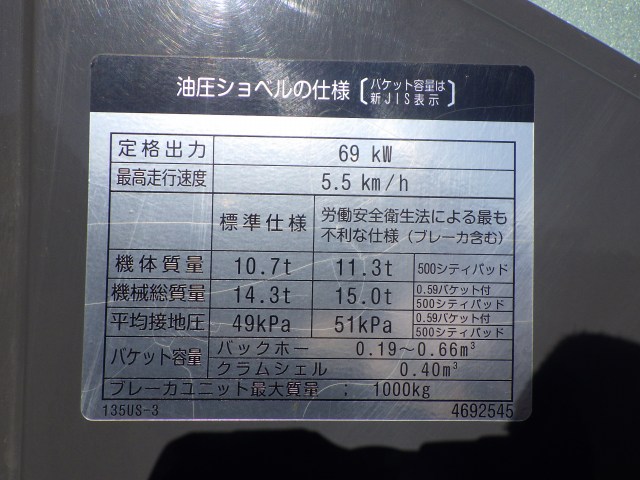 油圧ショベルの仕様〔バケット容量は
新JIS表示〕
定格出力 69 kW
最高走行速度 5.5 km/h
標準仕様 労働安全衛生法による最も
不利な仕様(ブレーカ含む)
機体質量 10.7t 11.3t 500シティパッド
機械総質量 14.3t 15.0t 0.59バケット付
500シティパッド
平均接地圧 49kPa 51kPa 0.59バケット付
500シティパッド
バケット容量 バックホー 0.19～0.66m³
クラムシェル 0.40m³
ブレーカユニット最大質量 : 1000kg
135US-3 4692545